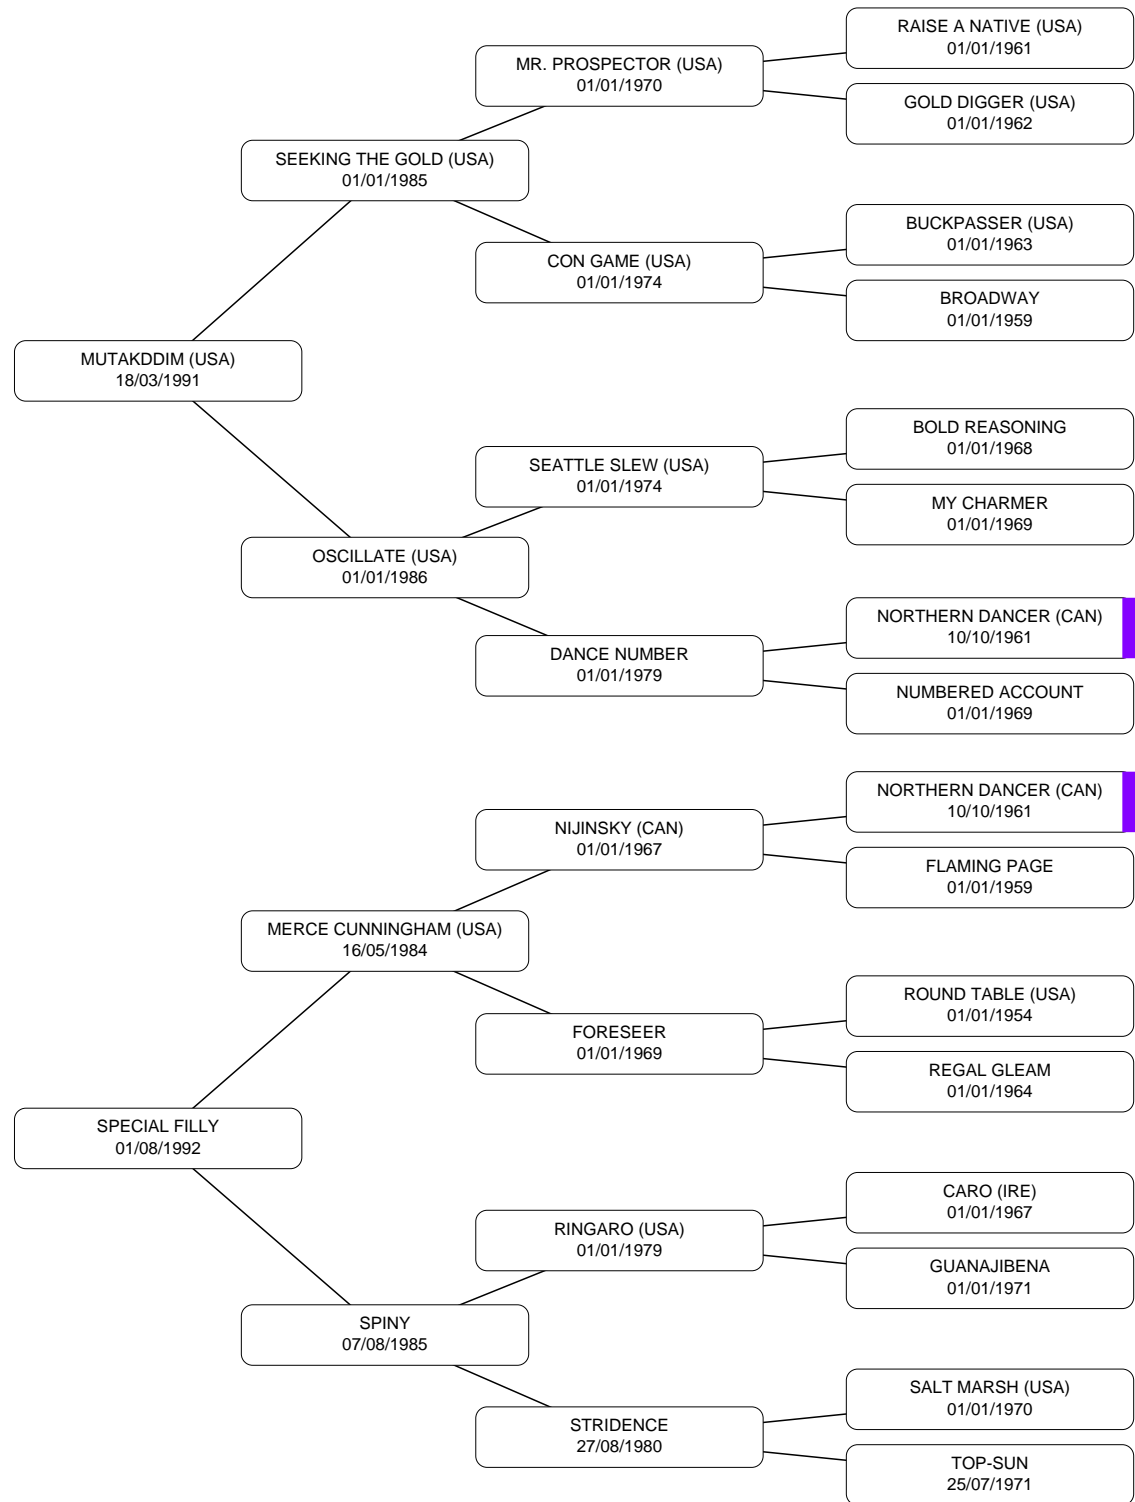 RAISE A NATIVE (USA)
01/01/1961
MR. PROSPECTOR (USA)
01/01/1970
GOLD DIGGER (USA)
01/01/1962
SEEKING THE GOLD (USA)
01/01/1985
BUCKPASSER (USA)
01/01/1963
CON GAME (USA)
01/01/1974
BROADWAY
01/01/1959
MUTAKDDIM (USA)
18/03/1991
BOLD REASONING
01/01/1968
SEATTLE SLEW (USA)
01/01/1974
MY CHARMER
01/01/1969
OSCILLATE (USA)
01/01/1986
NORTHERN DANCER (CAN)
10/10/1961
DANCE NUMBER
01/01/1979
NUMBERED ACCOUNT
01/01/1969
NORTHERN DANCER (CAN)
10/10/1961
NIJINSKY (CAN)
01/01/1967
FLAMING PAGE
01/01/1959
MERCE CUNNINGHAM (USA)
16/05/1984
ROUND TABLE (USA)
01/01/1954
FORESEER
01/01/1969
REGAL GLEAM
01/01/1964
SPECIAL FILLY
01/08/1992
CARO (IRE)
01/01/1967
RINGARO (USA)
01/01/1979
GUANAJIBENA
01/01/1971
SPINY
07/08/1985
SALT MARSH (USA)
01/01/1970
STRIDENCE
27/08/1980
TOP-SUN
25/07/1971